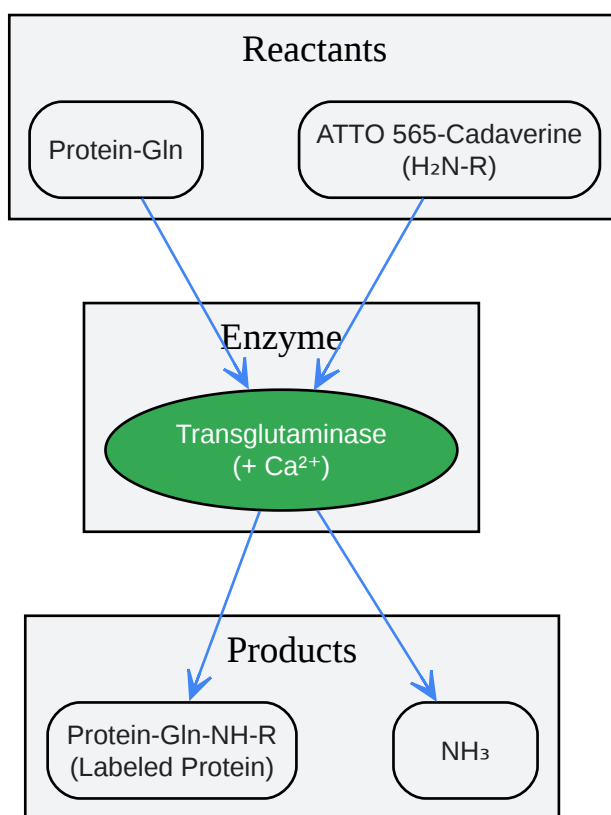 Reactants
Protein-Gln
ATTO 565-Cadaverine
(H₂N-R)
Enzyme
Transglutaminase
(+ Ca²⁺)
Products
Protein-Gln-NH-R
(Labeled Protein)
NH₃